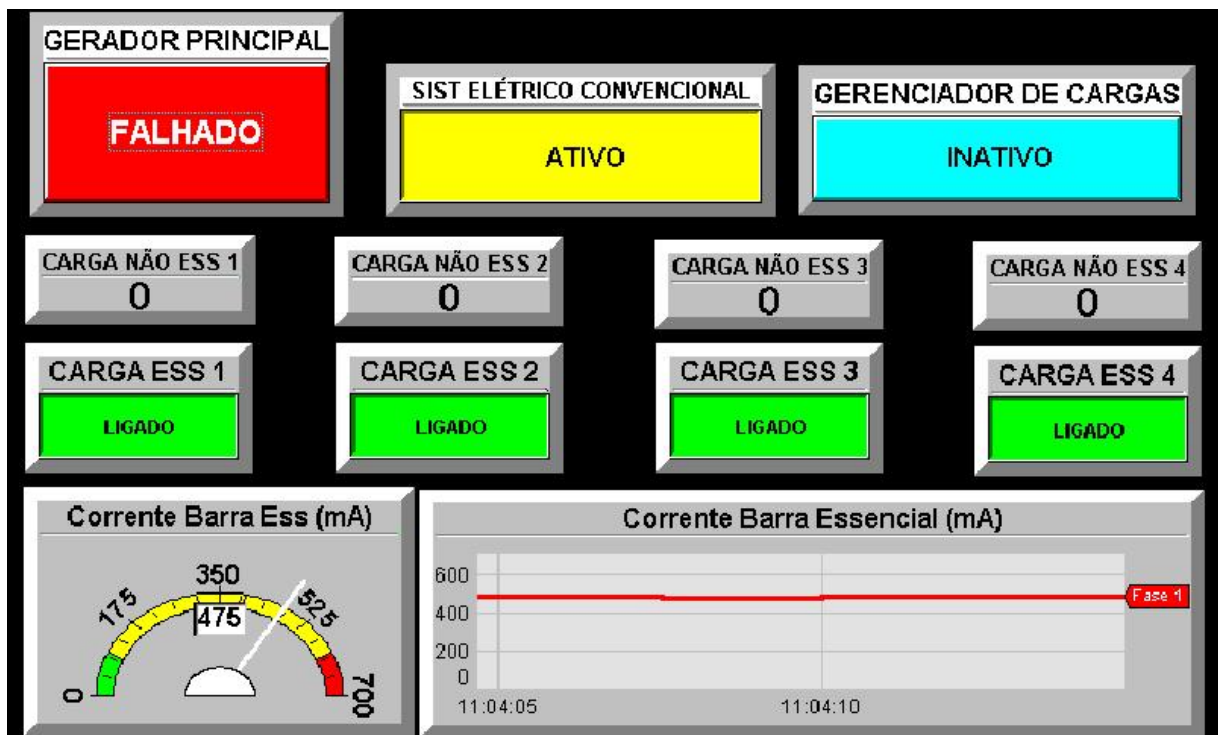 GERADOR PRINCIPAL
FALHADO
SIST ELÉTRICO CONVENCIONAL
ATIVO
GERENCIADOR DE CARGAS
INATIVO
CARGA NÃO ESS 1
0
CARGA NÃO ESS 2
0
CARGA NÃO ESS 3
0
CARGA NÃO ESS 4
0
CARGA ESS 1
LIGADO
CARGA ESS 2
LIGADO
CARGA ESS 3
LIGADO
CARGA ESS 4
LIGADO
Corrente Barra Ess (mA)
0
175
350
525
700
475
Corrente Barra Essencial (mA)
600
400
200
0
Fase 1
11:04:05
11:04:10